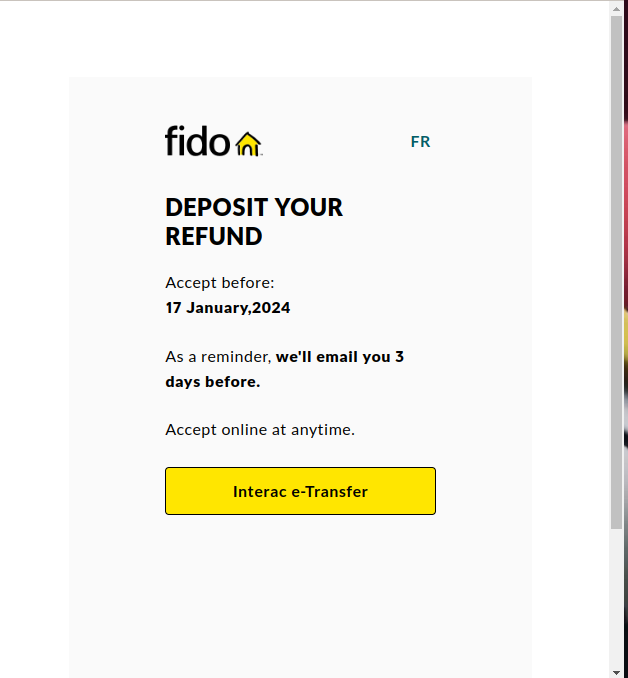 fido
FR
DEPOSIT YOUR
REFUND
Accept before:
17 January,2024
As a reminder, we'll email you 3
days before.
Accept online at anytime.
Interac e-Transfer